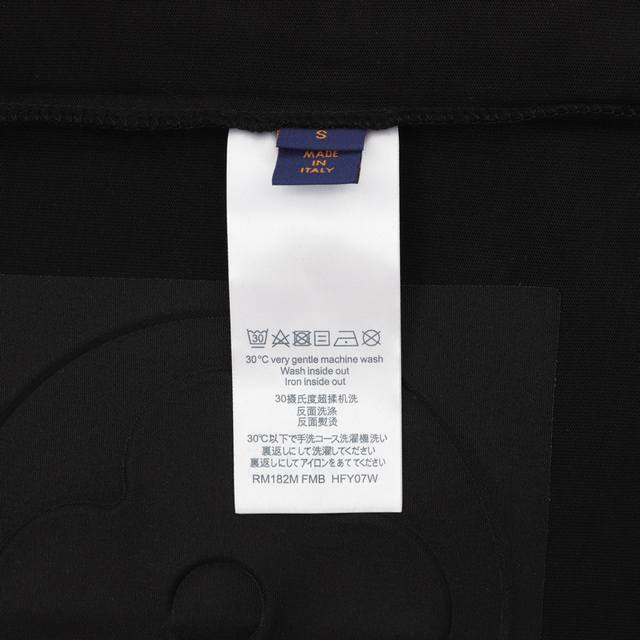 S
MADE
IN
ITALY
30
30℃ very gentle machine wash
Wash inside out
Iron inside out
30摄氏度超揉机洗
反面洗涤
反面熨烫
30℃以下で手洗コース洗濯機洗い
裏返しにして洗濯してください
裏返しにしてアイロンをあててください
RM182M FMB HFY07W